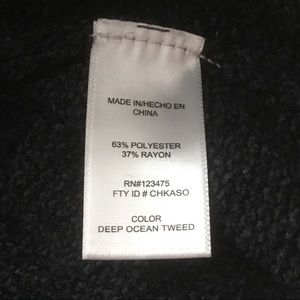 MADE IN/HECHO EN
CHINA
63% POLYESTER
37% RAYON
RN#123475
FTY ID # CHKASO
COLOR
DEEP OCEAN TWEED